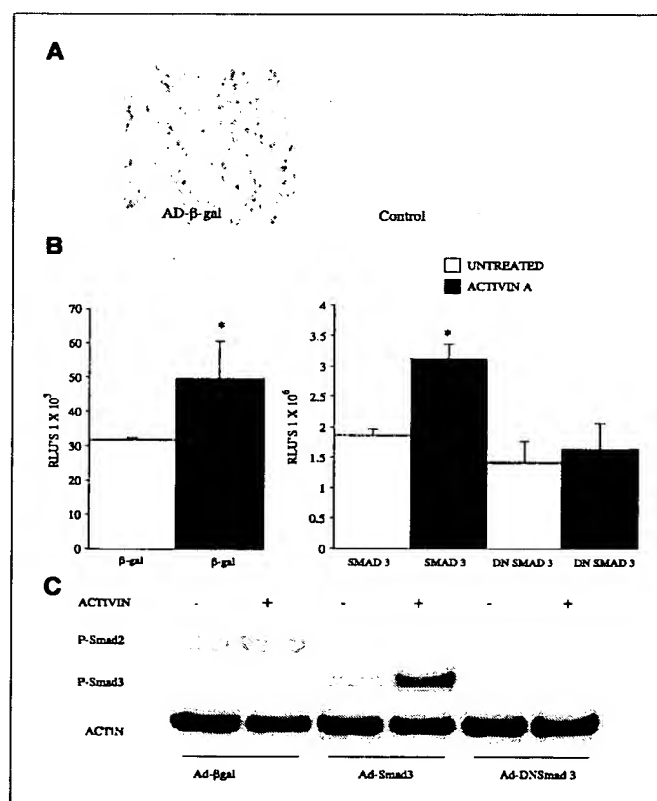 A
AD-β-gal Control
B
UNTREATED
ACTIVIN A
70
60
50
40
30
20
10
0
RLU'S 1 X 10³
*
β-gal β-gal
4
3.5
3
2.5
2
1.5
1
0.5
0
RLU'S 1 X 10⁶
*
SMAD 3 SMAD 3 DN SMAD 3 DN SMAD 3
C
ACTIVIN - + - + - +
P-Smad2
P-Smad3
ACTIN
Ad-βgal Ad-Smad3 Ad-DNSmad 3